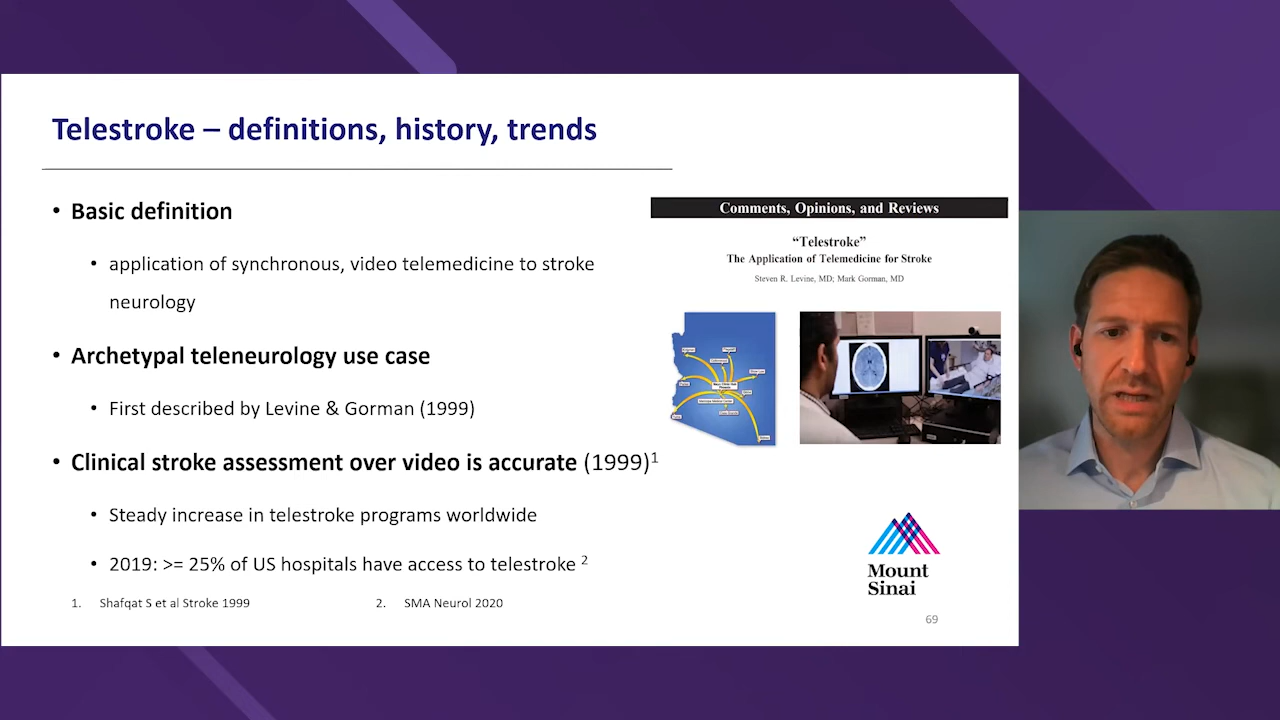 Telestroke – definitions, history, trends
• Basic definition
• application of synchronous, video telemedicine to stroke
neurology
• Archetypal teleneurology use case
• First described by Levine & Gorman (1999)
• Clinical stroke assessment over video is accurate (1999)¹
• Steady increase in telestroke programs worldwide
• 2019: >= 25% of US hospitals have access to telestroke ²
1. Shafqat S et al Stroke 1999
2. SMA Neurol 2020
Comments, Opinions, and Reviews
“Telestroke”
The Application of Telemedicine for Stroke
Steven R. Levine, MD; Mark Gorman, MD
Mount
Sinai
69